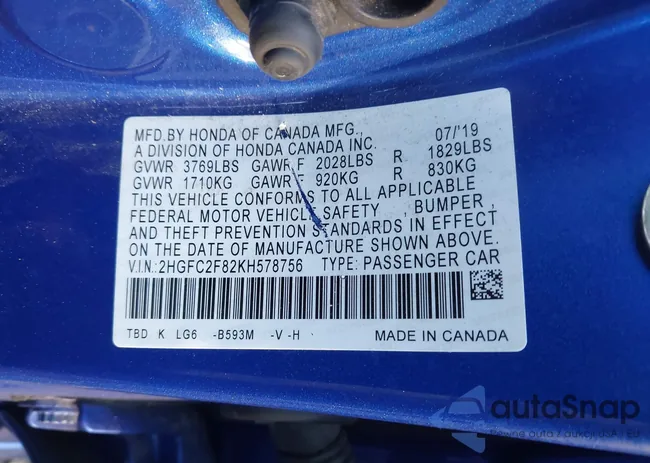 MFD.BY HONDA OF CANADA MFG., 07/'19
A DIVISION OF HONDA CANADA INC.
GVWR 3769LBS GAWR F 2028LBS R 1829LBS
GVWR 1710KG GAWR F 920KG R 830KG
THIS VEHICLE CONFORMS TO ALL APPLICABLE
FEDERAL MOTOR VEHICLE SAFETY , BUMPER ,
AND THEFT PREVENTION STANDARDS IN EFFECT
ON THE DATE OF MANUFACTURE SHOWN ABOVE.
V.I.N.: 2HGFC2F82KH578756 TYPE: PASSENGER CAR
TBD K LG6 -B593M -V -H MADE IN CANADA
autaSnap